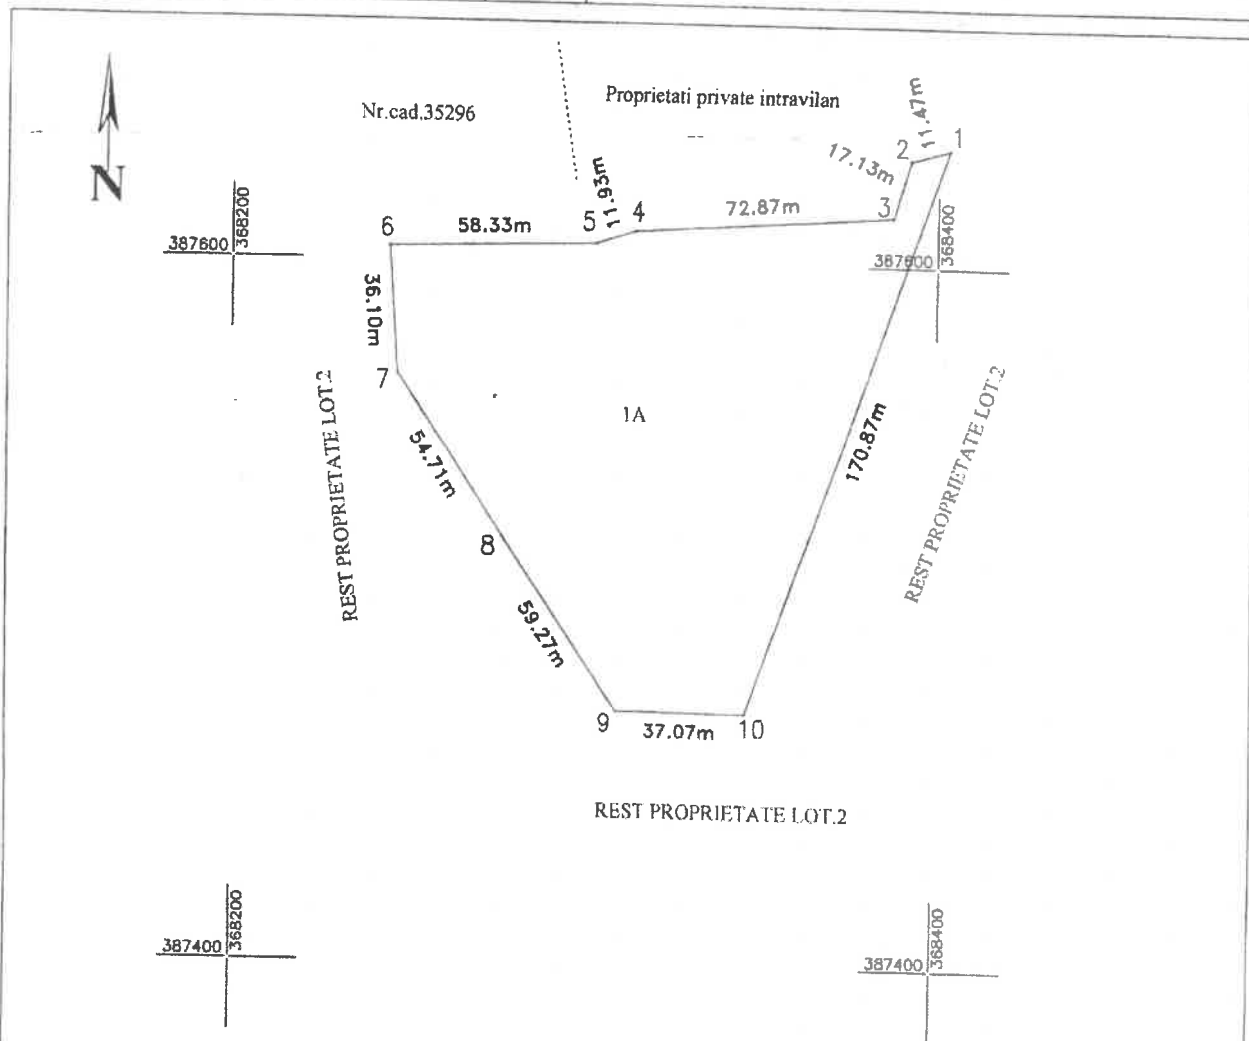 Nr.cad.35296
Proprietati private intravilan
N
11.47m
1
2
17.13m
11.93m
3
4
72.87m
5
58.33m
6
387600
368200
387600
368400
36.10m
7
1A
54.71m
170.87m
REST PROPRIETATE LOT.2
REST PROPRIETATE LOT.2
8
59.27m
9
37.07m
10
REST PROPRIETATE LOT.2
387400
368200
387400
368400